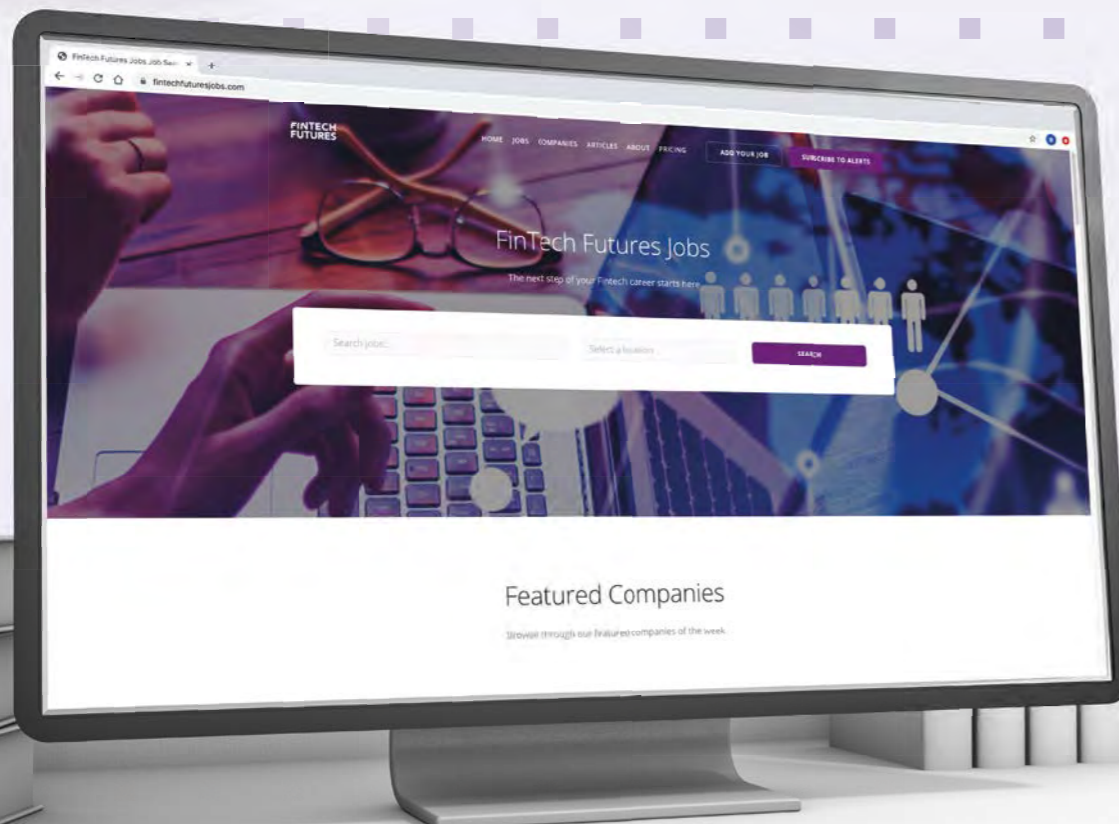 FinTech Futures Jobs Job Sea
fintechfuturesjobs.com
FINTECH
FUTURES
HOME JOBS COMPANIES ARTICLES ABOUT PRICING ADD YOUR JOB SUBSCRIBE TO ALERTS
FinTech Futures Jobs
The next step of your Fintech career starts here
Search jobs...
Select a location
SEARCH
Featured Companies
Browse through our featured companies of the week